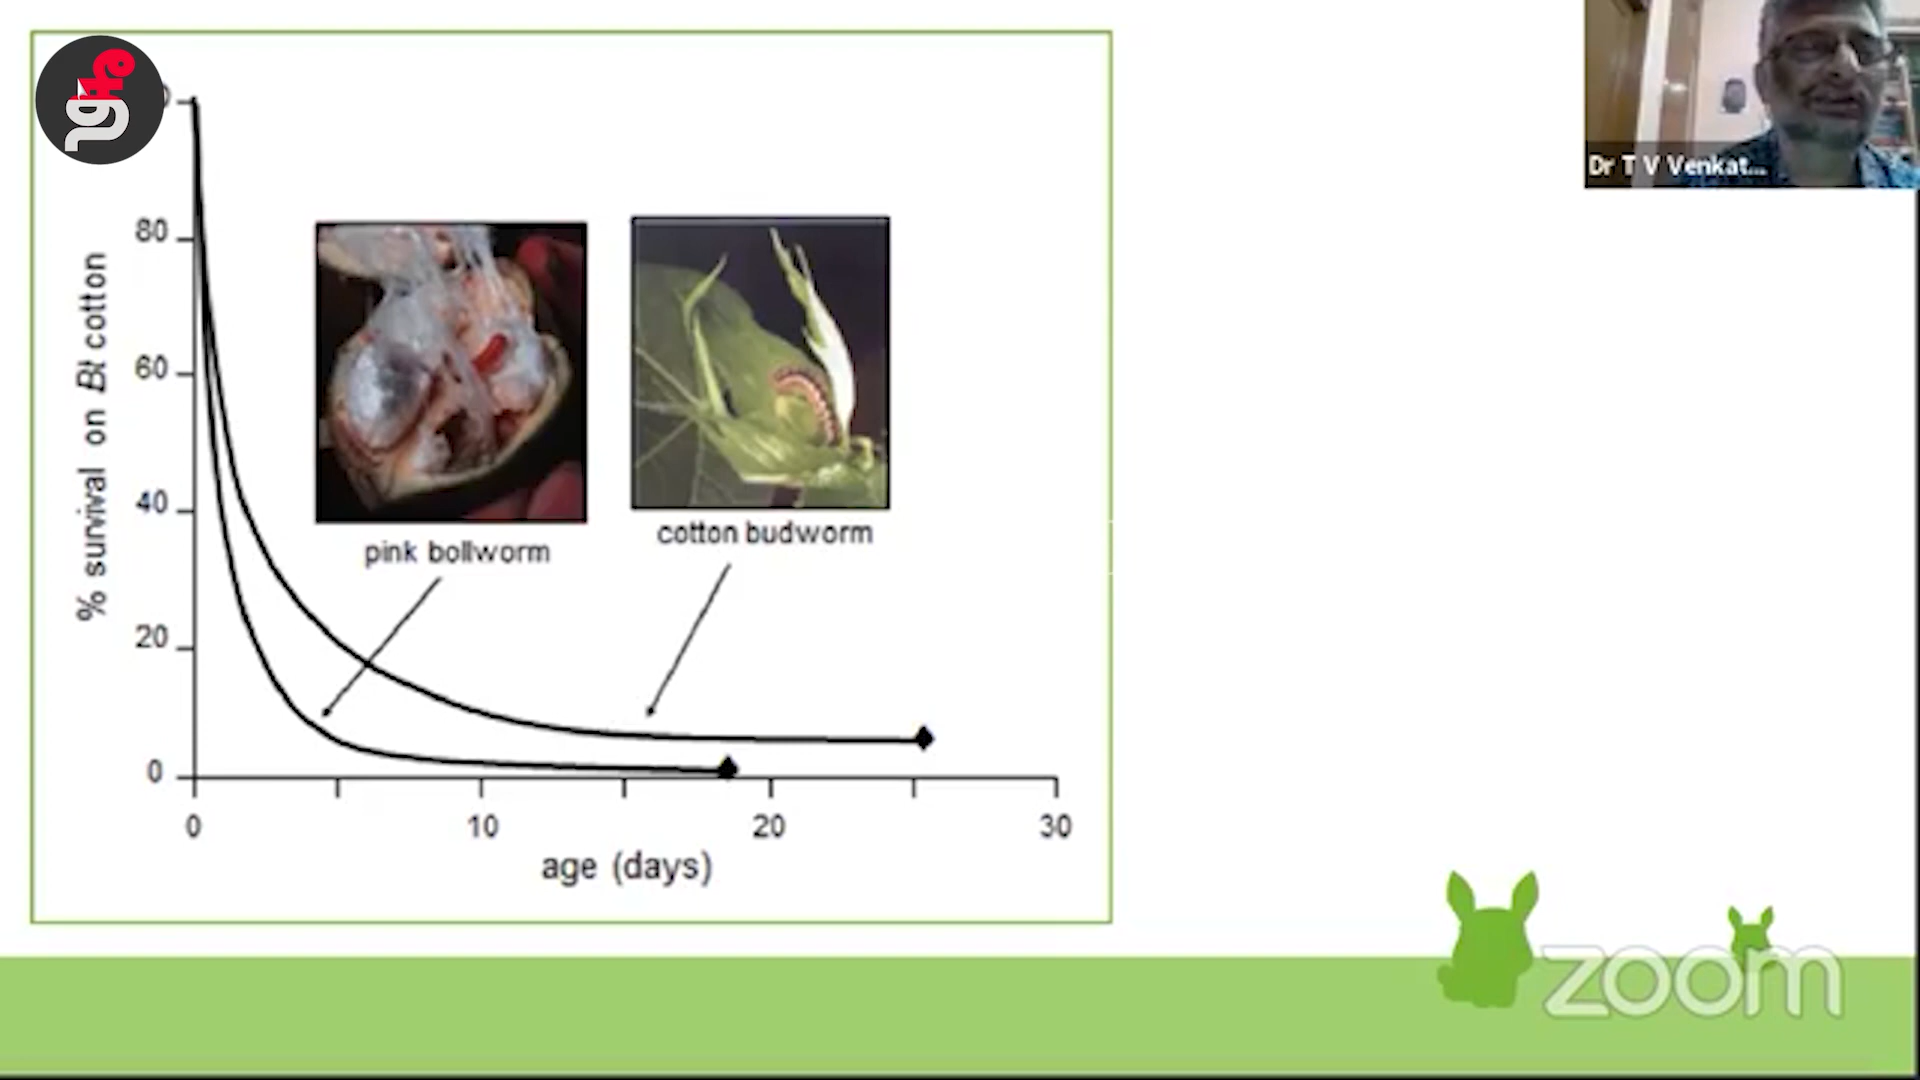 80
60
40
20
0
% survival on Bt cotton
pink bollworm
cotton budworm
0 10 20 30
age (days)
Dr T V Venkat...
zoom